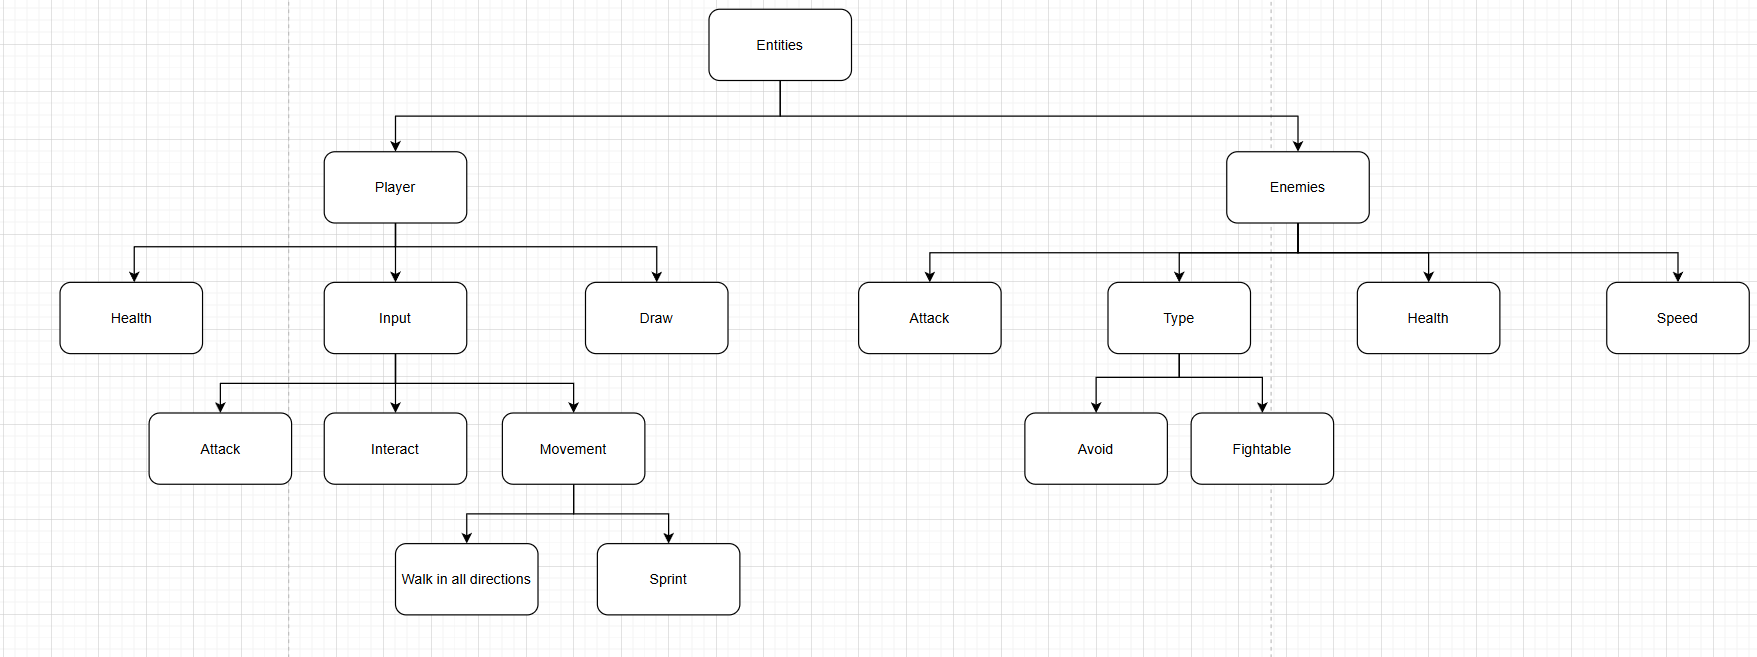 Entities
Player
Enemies
Health
Input
Draw
Attack
Type
Health
Speed
Attack
Interact
Movement
Avoid
Fightable
Walk in all directions
Sprint